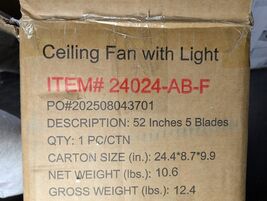 Ceiling Fan with Light
ITEM# 24024-AB-F
PO#202508043701
DESCRIPTION: 52 Inches 5 Blades
QTY: 1 PC/CTN
CARTON SIZE (in.): 24.4*8.7*9.9
NET WEIGHT (lbs.): 10.6
GROSS WEIGHT (lbs.): 12.4